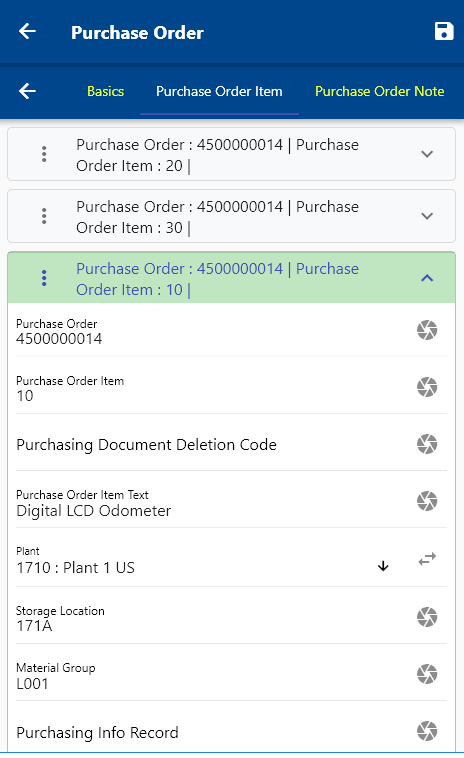 Purchase Order
Basics Purchase Order Item Purchase Order Note
Purchase Order : 4500000014 | Purchase
Order Item : 20 |
Purchase Order : 4500000014 | Purchase
Order Item : 30 |
Purchase Order : 4500000014 | Purchase
Order Item : 10 |
Purchase Order
4500000014
Purchase Order Item
10
Purchasing Document Deletion Code
Purchase Order Item Text
Digital LCD Odometer
Plant
1710 : Plant 1 US
Storage Location
171A
Material Group
L001
Purchasing Info Record